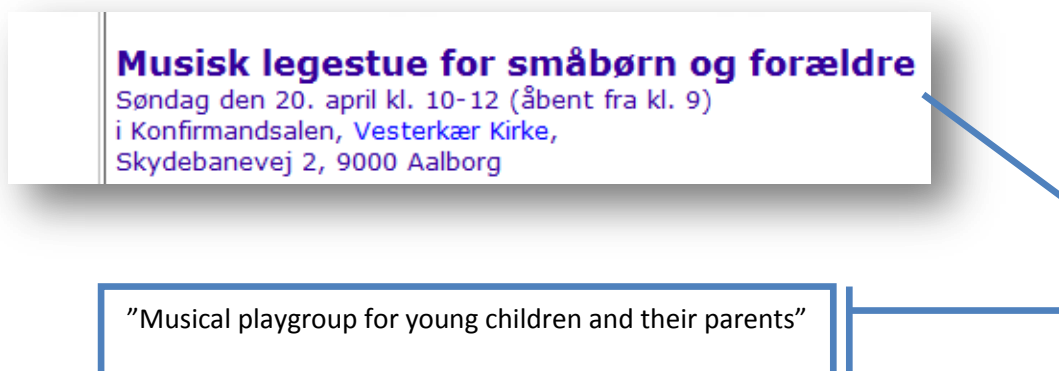 Musisk legestue for småbørn og forældre
Søndag den 20. april kl. 10-12 (åbent fra kl. 9)
i Konfirmandsalen, Vesterkær Kirke,
Skydebanevej 2, 9000 Aalborg
”Musical playgroup for young children and their parents”